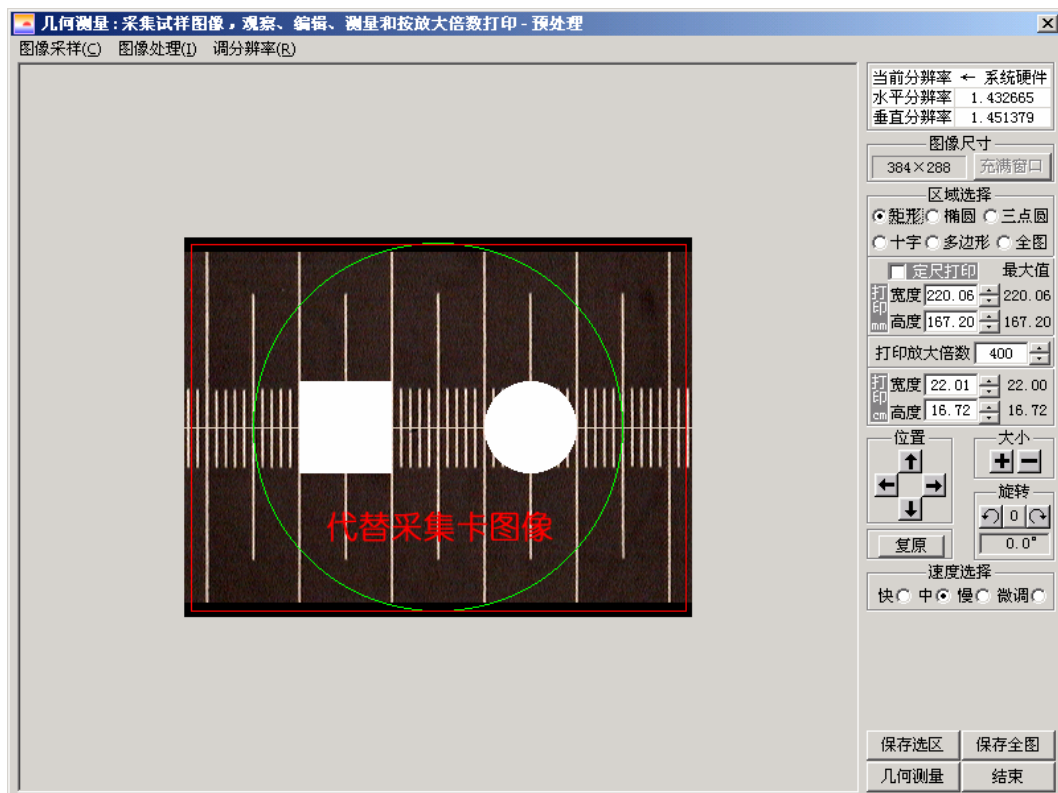 几何测量:采集试样图像,观察、编辑、测量和按放大倍数打印 - 预处理
图像采样(C) 图像处理(I) 调分辨率(R)
当前分辨率 ← 系统硬件
水平分辨率 1.432665
垂直分辨率 1.451379
图像尺寸
384×288 充满窗口
区域选择
矩形 椭圆 三点圆
十字 多边形 全图
定尺打印 最大值
打印mm
宽度 220.06 220.06
高度 167.20 167.20
打印放大倍数 400
打印cm
宽度 22.01 22.00
高度 16.72 16.72
位置 大小
旋转
0
复原 0.0°
速度选择
快 中 慢 微调
代替采集卡图像
保存选区 保存全图
几何测量 结束